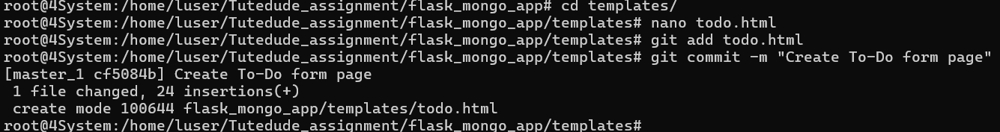 root@4System:/home/luser/Tutedude_assignment/flask_mongo_app# cd templates/
root@4System:/home/luser/Tutedude_assignment/flask_mongo_app/templates# nano todo.html
root@4System:/home/luser/Tutedude_assignment/flask_mongo_app/templates# git add todo.html
root@4System:/home/luser/Tutedude_assignment/flask_mongo_app/templates# git commit -m "Create To-Do form page"
[master_1 cf5084b] Create To-Do form page
 1 file changed, 24 insertions(+)
 create mode 100644 flask_mongo_app/templates/todo.html
root@4System:/home/luser/Tutedude_assignment/flask_mongo_app/templates#